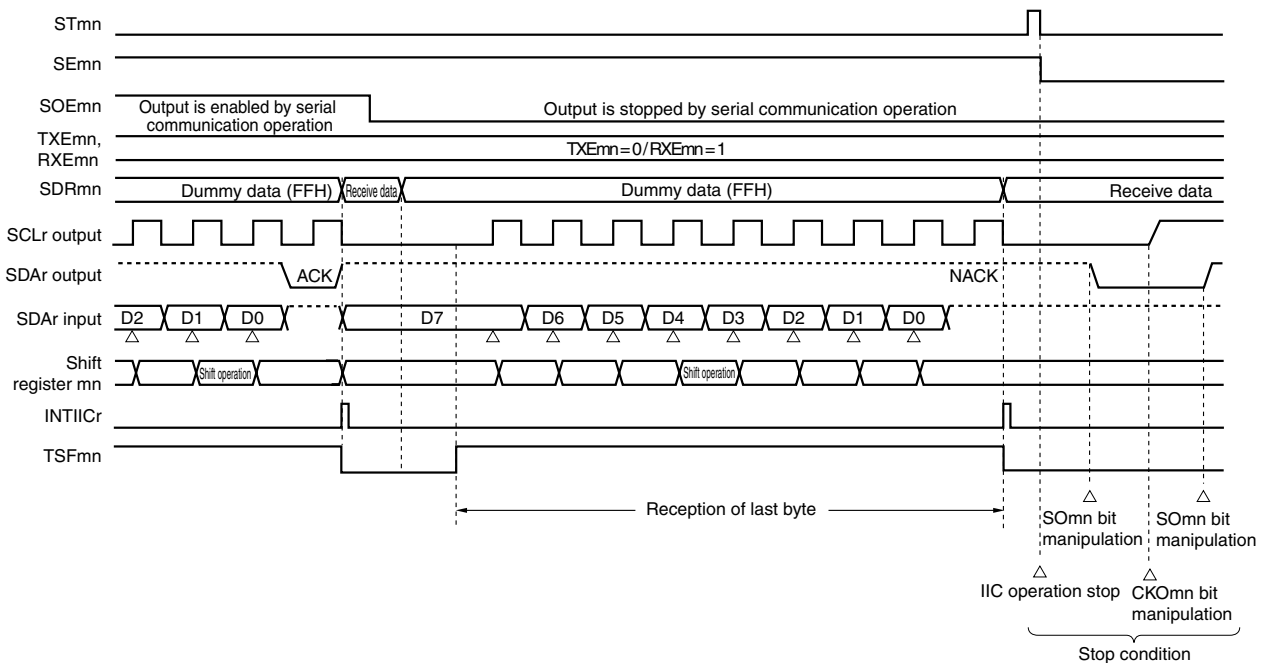 STmn
SEmn
SOEmn
Output is enabled by serial
communication operation
Output is stopped by serial communication operation
TXEmn,
RXEmn
TXEmn=0/RXEmn=1
SDRmn
Dummy data (FFH)
Receive data
Dummy data (FFH)
Receive data
SCLr output
SDAr output
ACK
NACK
SDAr input
D2
D1
D0
D7
D6
D5
D4
D3
D2
D1
D0
Shift
register mn
Shift operation
Shift operation
INTIICr
TSFmn
Reception of last byte
SOmn bit
manipulation
SOmn bit
manipulation
IIC operation stop
CKOmn bit
manipulation
Stop condition